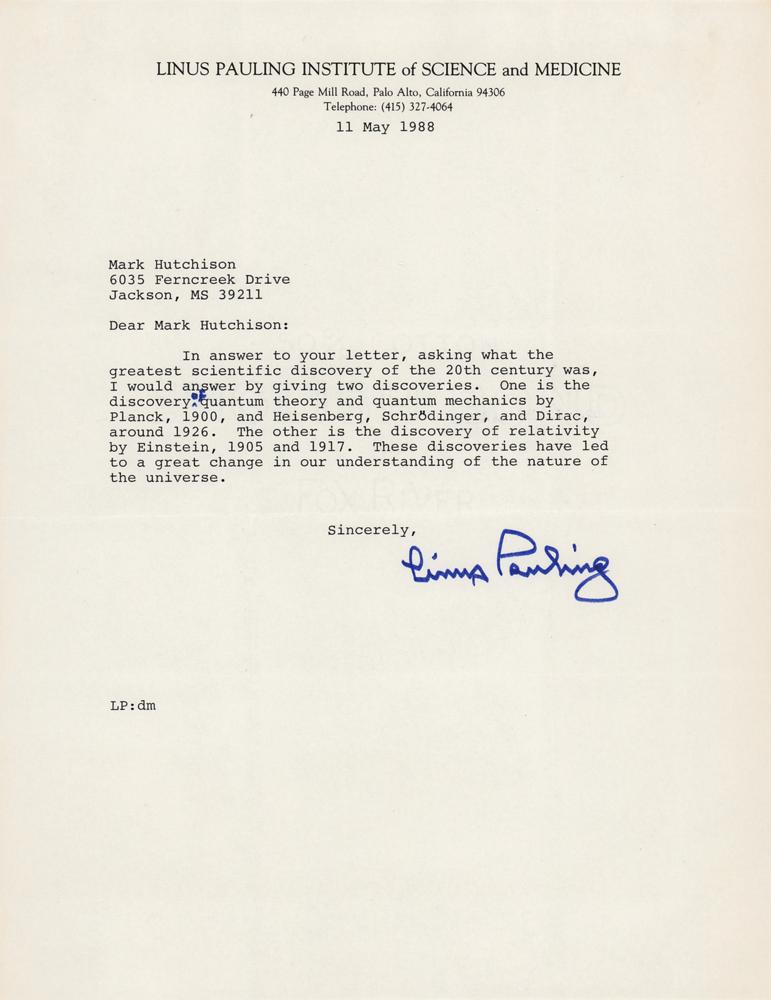 LINUS PAULING INSTITUTE of SCIENCE and MEDICINE
440 Page Mill Road, Palo Alto, California 94306
Telephone: (415) 327-4064
11 May 1988
Mark Hutchison
6035 Ferncreek Drive
Jackson, MS 39211
Dear Mark Hutchison:
In answer to your letter, asking what the
greatest scientific discovery of the 20th century was,
I would answer by giving two discoveries. One is the
discovery of quantum theory and quantum mechanics by
Planck, 1900, and Heisenberg, Schrödinger, and Dirac,
around 1926. The other is the discovery of relativity
by Einstein, 1905 and 1917. These discoveries have led
to a great change in our understanding of the nature of
the universe.
Sincerely,
Linus Pauling
LP:dm